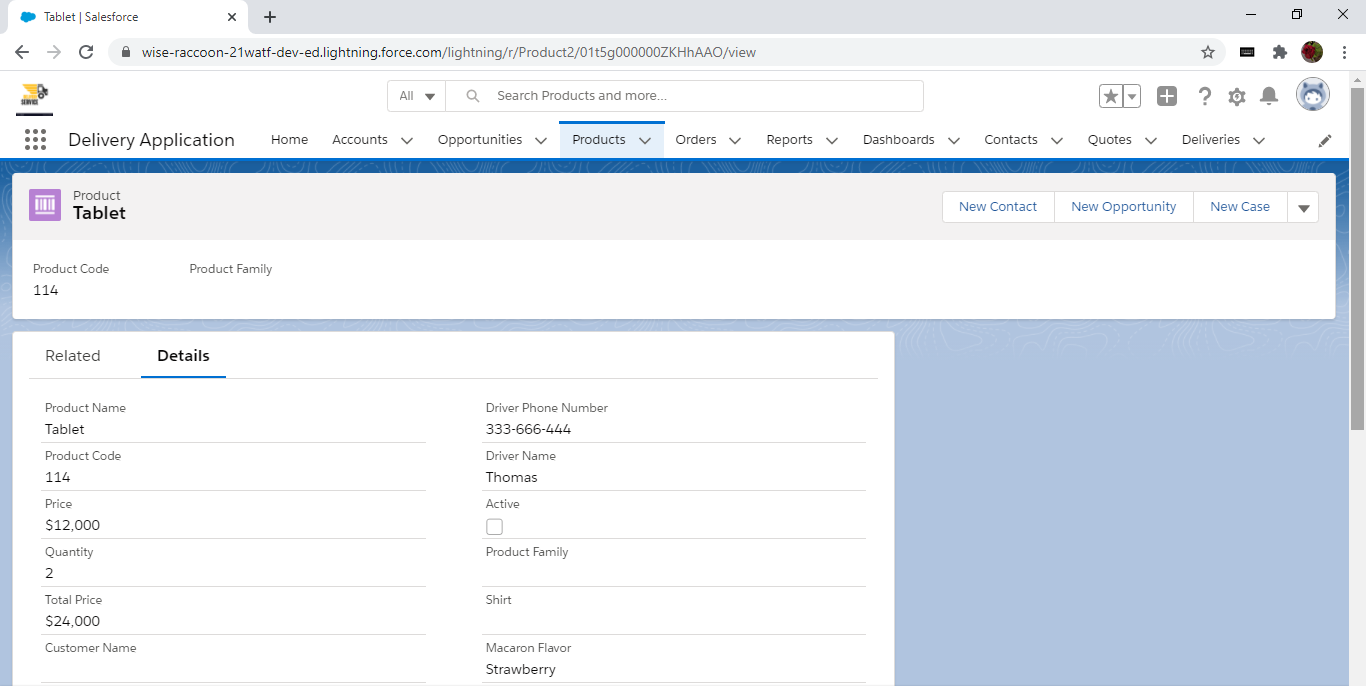 Tablet | Salesforce
wise-raccoon-21watf-dev-ed.lightning.force.com/lightning/r/Product2/01t5g000000ZKHhAAO/view
SERVICE
All
Search Products and more...
Delivery Application
Home
Accounts
Opportunities
Products
Orders
Reports
Dashboards
Contacts
Quotes
Deliveries
Product
Tablet
New Contact
New Opportunity
New Case
Product Code
Product Family
114
Related
Details
Product Name
Driver Phone Number
Tablet
333-666-444
Product Code
Driver Name
114
Thomas
Price
Active
$12,000
Quantity
Product Family
2
Total Price
Shirt
$24,000
Customer Name
Macaron Flavor
Strawberry